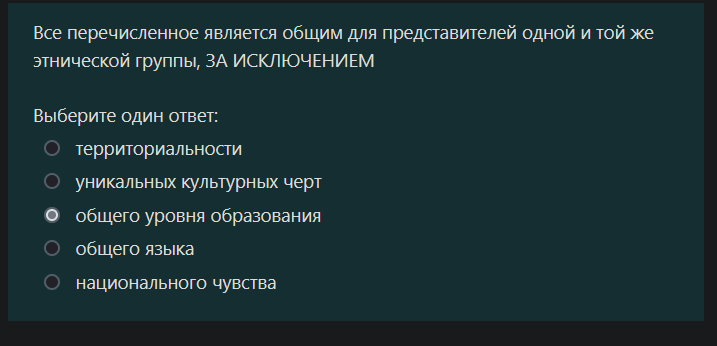 Все перечисленное является общим для представителей одной и той же
этнической группы, ЗА ИСКЛЮЧЕНИЕМ
Выберите один ответ:
территориальности
уникальных культурных черт
общего уровня образования
общего языка
национального чувства